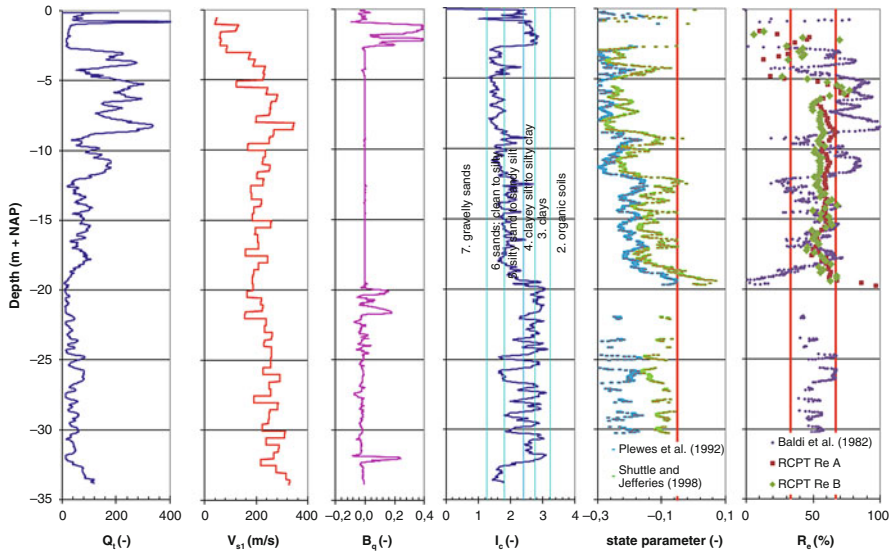 0
−5
−10
−15
−20
−25
−30
−35
Depth (m + NAP)
0 200 400
Qt (-)
0 200 400
Vs1 (m/s)
−0,2 0,0 0,2 0,4
Bq (-)
0 1 2 3 4
Ic (-)
7. gravelly sands
6. sands: clean to silty
silty sand to sandy silt
4. clayey silt to silty clay
3. clays
2. organic soils
−0,3 −0,2 −0,1 0 0,1
state parameter (-)
Plewes et al. (1992)
Shuttle and
Jefferies (1998)
0 50 100
Re (%)
Baldi et al. (1982)
RCPT Re A
RCPT Re B